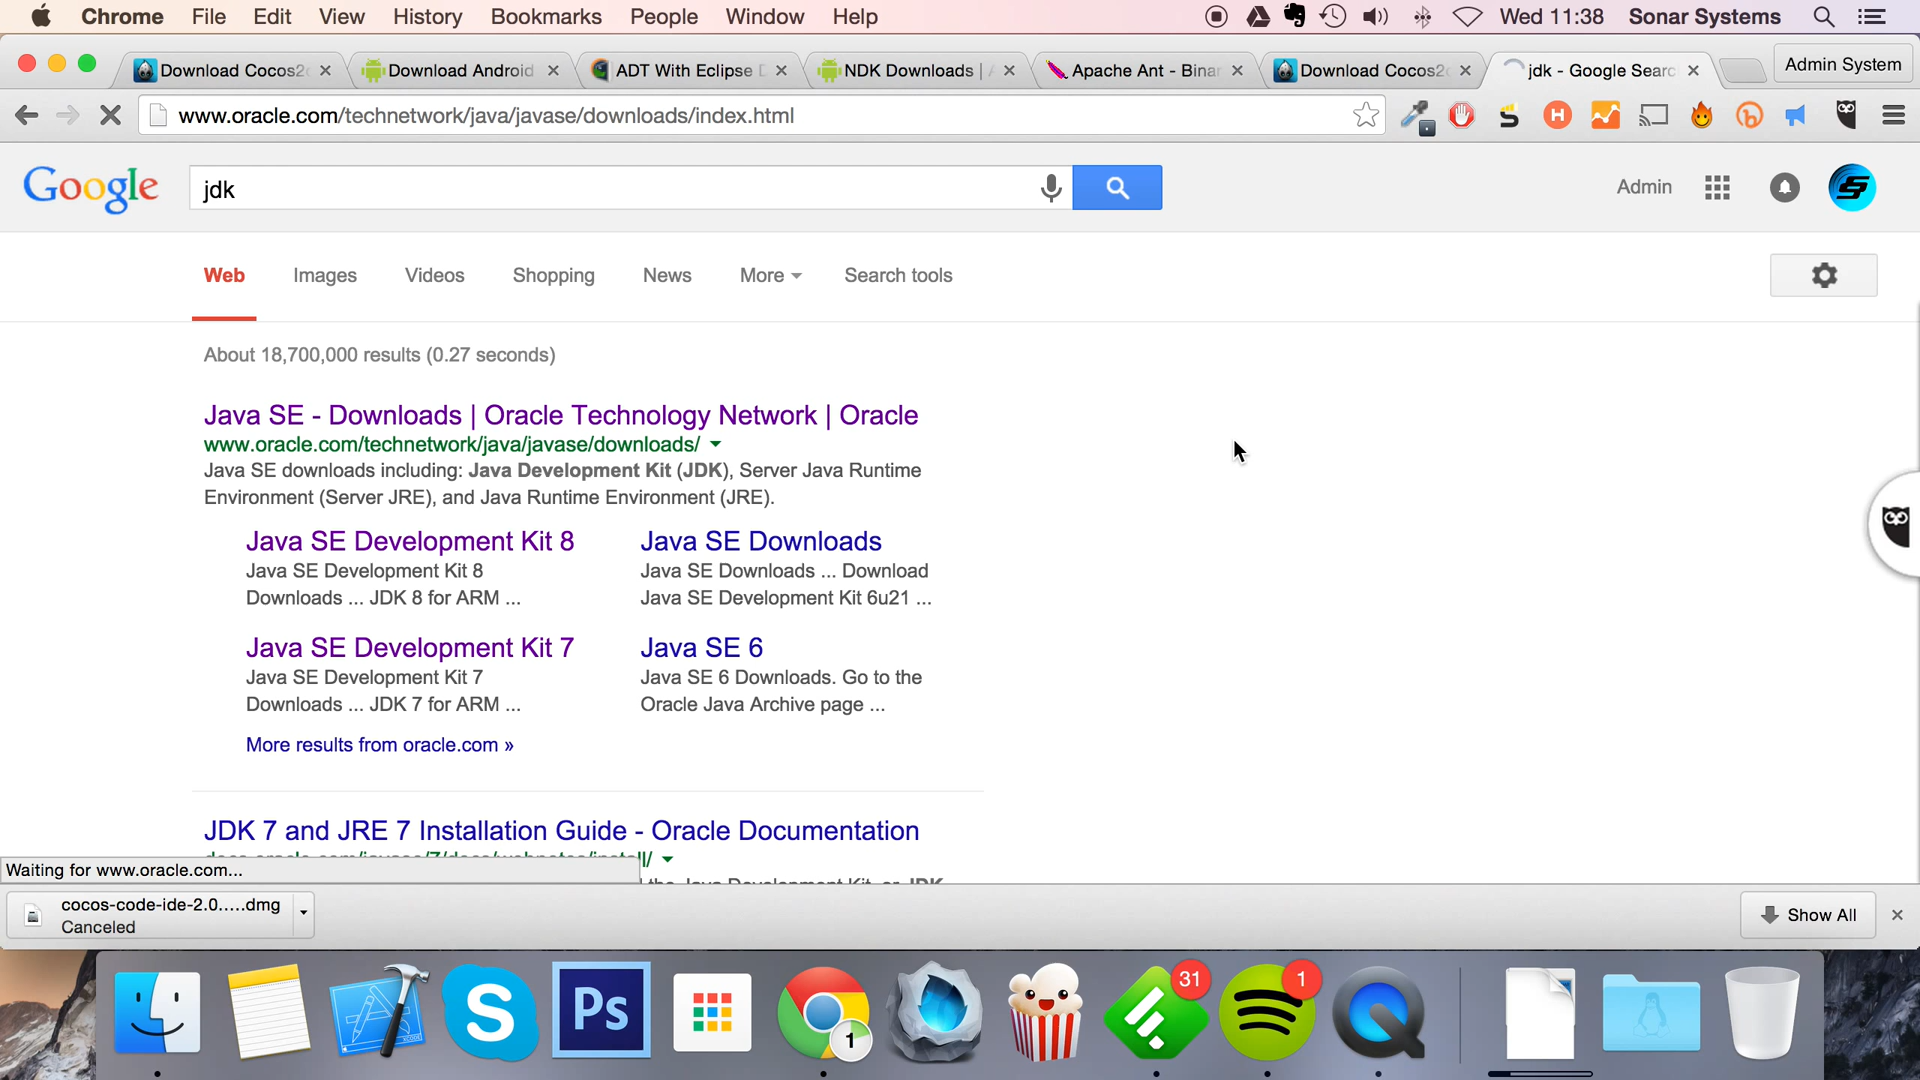 Chrome File Edit View History Bookmarks People Window Help Wed 11:38 Sonar Systems
Download Cocos2 Download Android ADT With Eclipse NDK Downloads | Apache Ant - Binar Download Cocos2 jdk - Google Searc Admin System
www.oracle.com/technetwork/java/javase/downloads/index.html
Google jdk Admin
Web Images Videos Shopping News More Search tools
About 18,700,000 results (0.27 seconds)
Java SE - Downloads | Oracle Technology Network | Oracle
www.oracle.com/technetwork/java/javase/downloads/
Java SE downloads including: Java Development Kit (JDK), Server Java Runtime
Environment (Server JRE), and Java Runtime Environment (JRE).
Java SE Development Kit 8
Java SE Development Kit 8
Downloads ... JDK 8 for ARM ...
Java SE Downloads
Java SE Downloads ... Download
Java SE Development Kit 6u21 ...
Java SE Development Kit 7
Java SE Development Kit 7
Downloads ... JDK 7 for ARM ...
Java SE 6
Java SE 6 Downloads. Go to the
Oracle Java Archive page ...
More results from oracle.com »
JDK 7 and JRE 7 Installation Guide - Oracle Documentation
Waiting for www.oracle.com...
cocos-code-ide-2.0.....dmg
Canceled
Show All
Ps
1
31
1